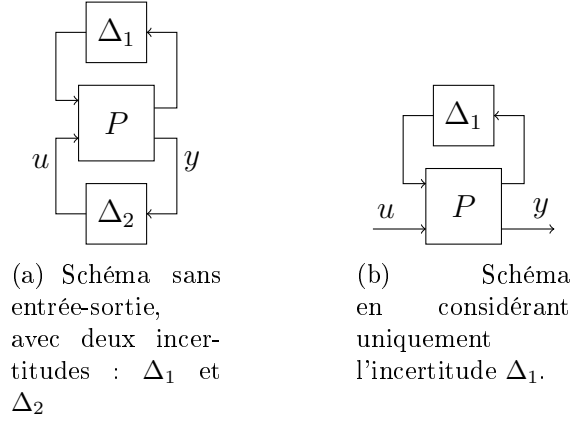 Δ₁
P
u
y
Δ₂
(a) Schéma sans
entrée-sortie,
avec deux incer-
titudes : Δ₁ et
Δ₂
Δ₁
P
u
y
(b) Schéma
en considérant
uniquement
l'incertitude Δ₁.